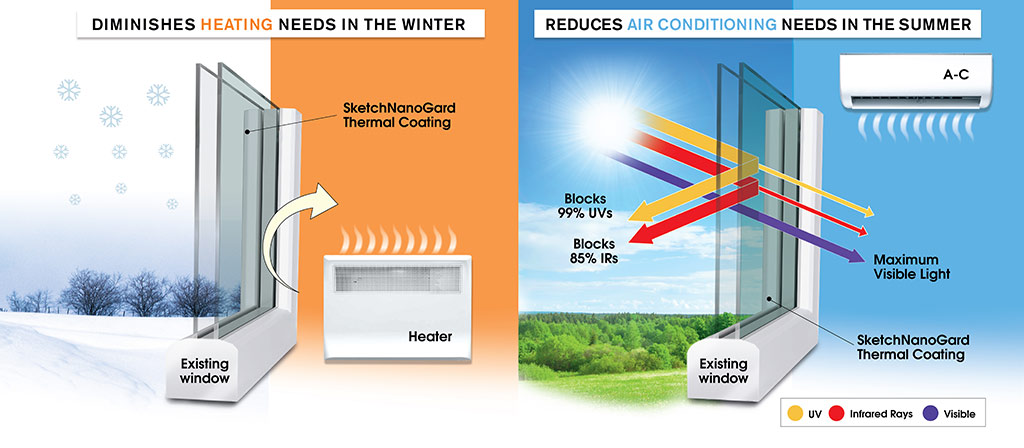 DIMINISHES HEATING NEEDS IN THE WINTER
SketchNanoGard
Thermal Coating
Heater
Existing
window
REDUCES AIR CONDITIONING NEEDS IN THE SUMMER
A-C
Blocks
99% UVs
Blocks
85% IRs
Maximum
Visible Light
SketchNanoGard
Thermal Coating
Existing
window
UV
Infrared Rays
Visible